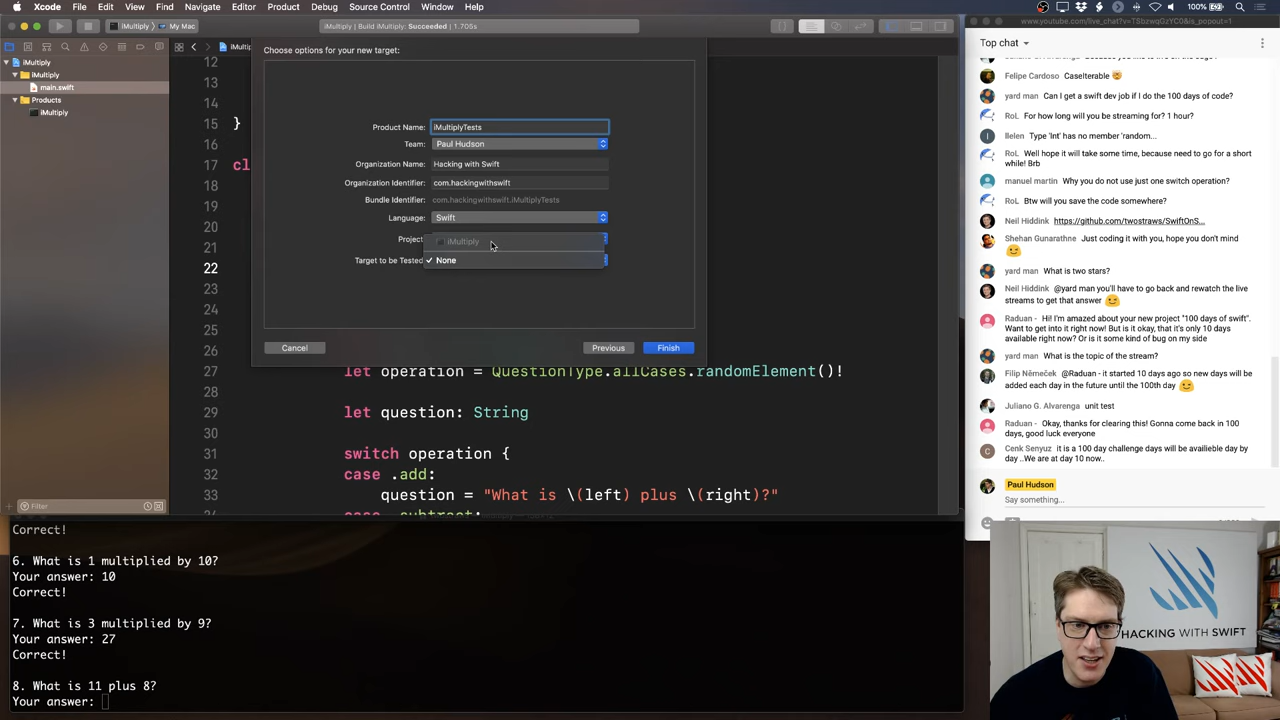 Xcode File Edit View Find Navigate Editor Product Debug Source Control Window Help
100%
iMultiply My Mac
iMultiply | Build iMultiply: Succeeded | 1.705s
www.youtube.com/live_chat?v=TSbzwqGzYC0&is_popout=1
iMultiply
iMultiply
main.swift
Products
iMultiply
Filter
Choose options for your new target:
Product Name: iMultiplyTests
Team: Paul Hudson
Organization Name: Hacking with Swift
Organization Identifier: com.hackingwithswift
Bundle Identifier: com.hackingwithswift.iMultiplyTests
Language: Swift
Project
iMultiply
Target to be Tested
✓ None
Cancel
Previous
Finish
12
13
14
15 }
16
17 cl
18
19
20
21
22
23
24
25
26
27 let operation = QuestionType.allCases.randomElement()!
28
29 let question: String
30
31 switch operation {
32 case .add:
33 question = "What is \(left) plus \(right)?"
Correct!
6. What is 1 multiplied by 10?
Your answer: 10
Correct!
7. What is 3 multiplied by 9?
Your answer: 27
Correct!
8. What is 11 plus 8?
Your answer:
Top chat
Felipe Cardoso CaseIterable
yard man Can I get a swift dev job if I do the 100 days of code?
RoL For how long will you be streaming for? 1 hour?
Ilelen Type 'Int' has no member 'random...
RoL Well hope it will take some time, because need to go for a short
while! Brb
manuel martin Why you do not use just one switch operation?
RoL Btw will you save the code somewhere?
Neil Hiddink https://github.com/twostraws/SwiftOnS...
Shehan Gunarathne Just coding it with you, hope you don't mind
yard man What is two stars?
Neil Hiddink @yard man you'll have to go back and rewatch the live
streams to get that answer
Raduan - Hi! I'm amazed about your new project "100 days of swift".
Want to get into it right now! But is it okay, that it's only 10 days
available right now? Or is it some kind of bug on my side
yard man What is the topic of the stream?
Filip Němeček @Raduan - it started 10 days ago so new days will be
added each day in the future until the 100th day
Juliano G. Alvarenga unit test
Raduan - Okay, thanks for clearing this! Gonna come back in 100
days, good luck everyone
Cenk Senyuz it is a 100 day challenge days will be availieble day by
day ..We are at day 10 now..
Paul Hudson
Say something...
HACKING WITH SWIFT